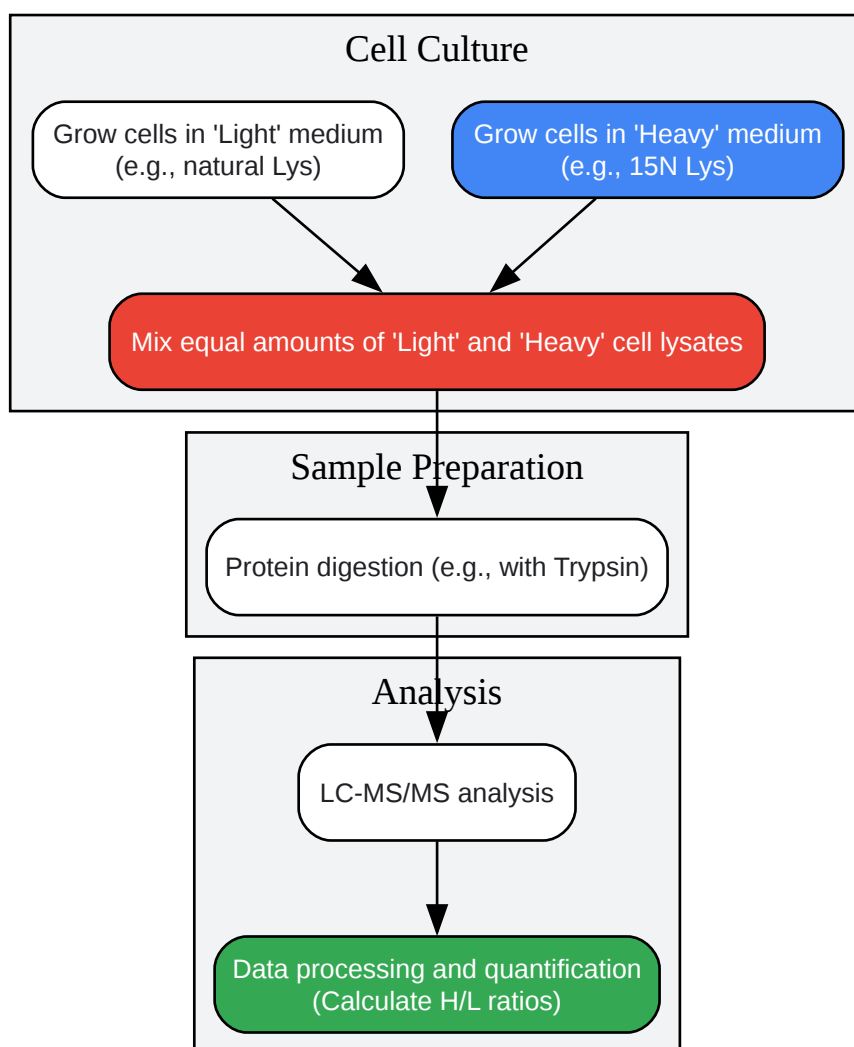 Cell Culture
Grow cells in 'Light' medium
(e.g., natural Lys)
Grow cells in 'Heavy' medium
(e.g., 15N Lys)
Mix equal amounts of 'Light' and 'Heavy' cell lysates
Sample Preparation
Protein digestion (e.g., with Trypsin)
Analysis
LC-MS/MS analysis
Data processing and quantification
(Calculate H/L ratios)